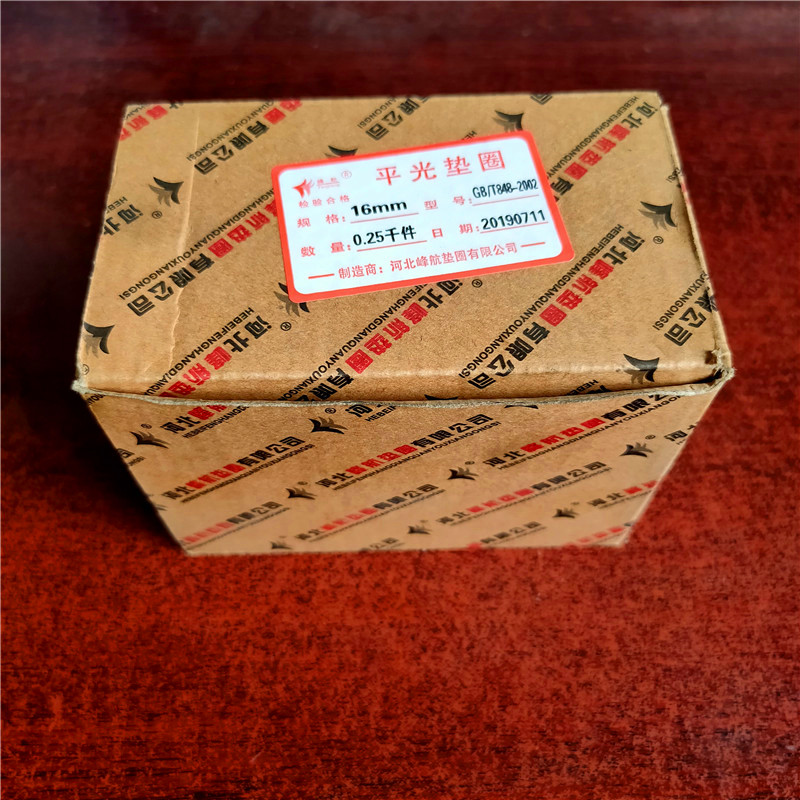 平光垫圈
检验合格
规格: 16mm 型号: GB/T848-2002
数量: 0.25千件 日期: 20190711
制造商: 河北峰航垫圈有限公司
河北峰航垫圈有限公司
HEBEIFENGHANGDIANQUANYOUXIANGONGSI